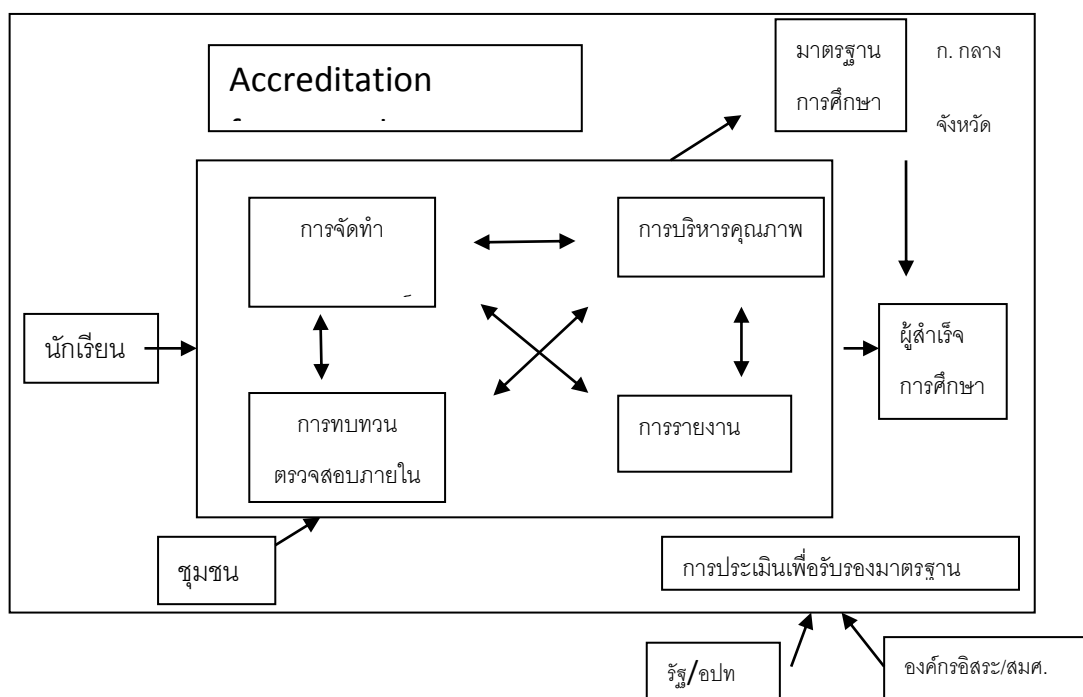 Accreditation
มาตรฐาน
การศึกษา
ก. กลาง
จังหวัด
การจัดทำ
การบริหารคุณภาพ
นักเรียน
ผู้สำเร็จ
การศึกษา
การทบทวน
ตรวจสอบภายใน
การรายงาน
ชุมชน
การประเมินเพื่อรับรองมาตรฐาน
รัฐ/อปท
องค์กรอิสระ/สมศ.